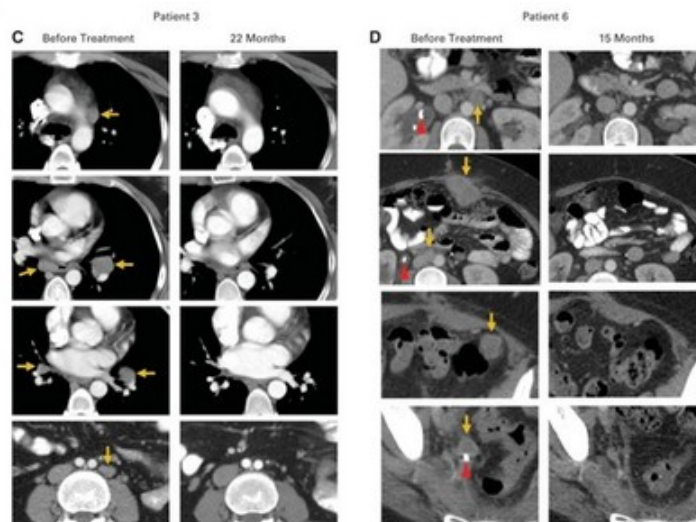 Patient 3
C Before Treatment 22 Months
Patient 6
D Before Treatment 15 Months